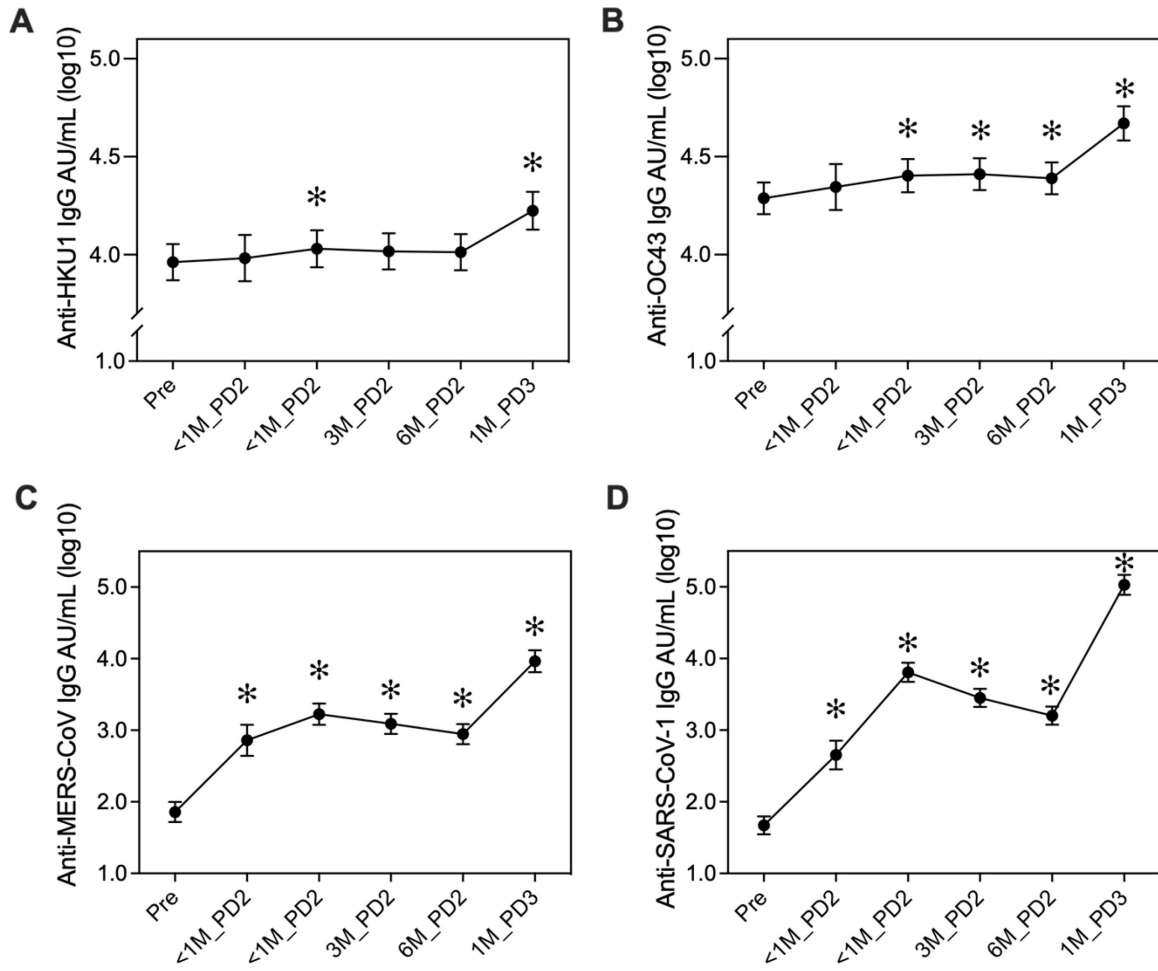 A
Anti-HKU1 IgG AU/mL (log10)
5.0
4.5
4.0
1.0
Pre
<1M_PD2
<1M_PD2
3M_PD2
6M_PD2
1M_PD3
*
*
B
Anti-OC43 IgG AU/mL (log10)
5.0
4.5
4.0
1.0
Pre
<1M_PD2
<1M_PD2
3M_PD2
6M_PD2
1M_PD3
*
*
*
*
C
Anti-MERS-CoV IgG AU/mL (log10)
5.0
4.0
3.0
2.0
1.0
Pre
<1M_PD2
<1M_PD2
3M_PD2
6M_PD2
1M_PD3
*
*
*
*
*
D
Anti-SARS-CoV-1 IgG AU/mL (log10)
5.0
4.0
3.0
2.0
1.0
Pre
<1M_PD2
<1M_PD2
3M_PD2
6M_PD2
1M_PD3
*
*
*
*
*